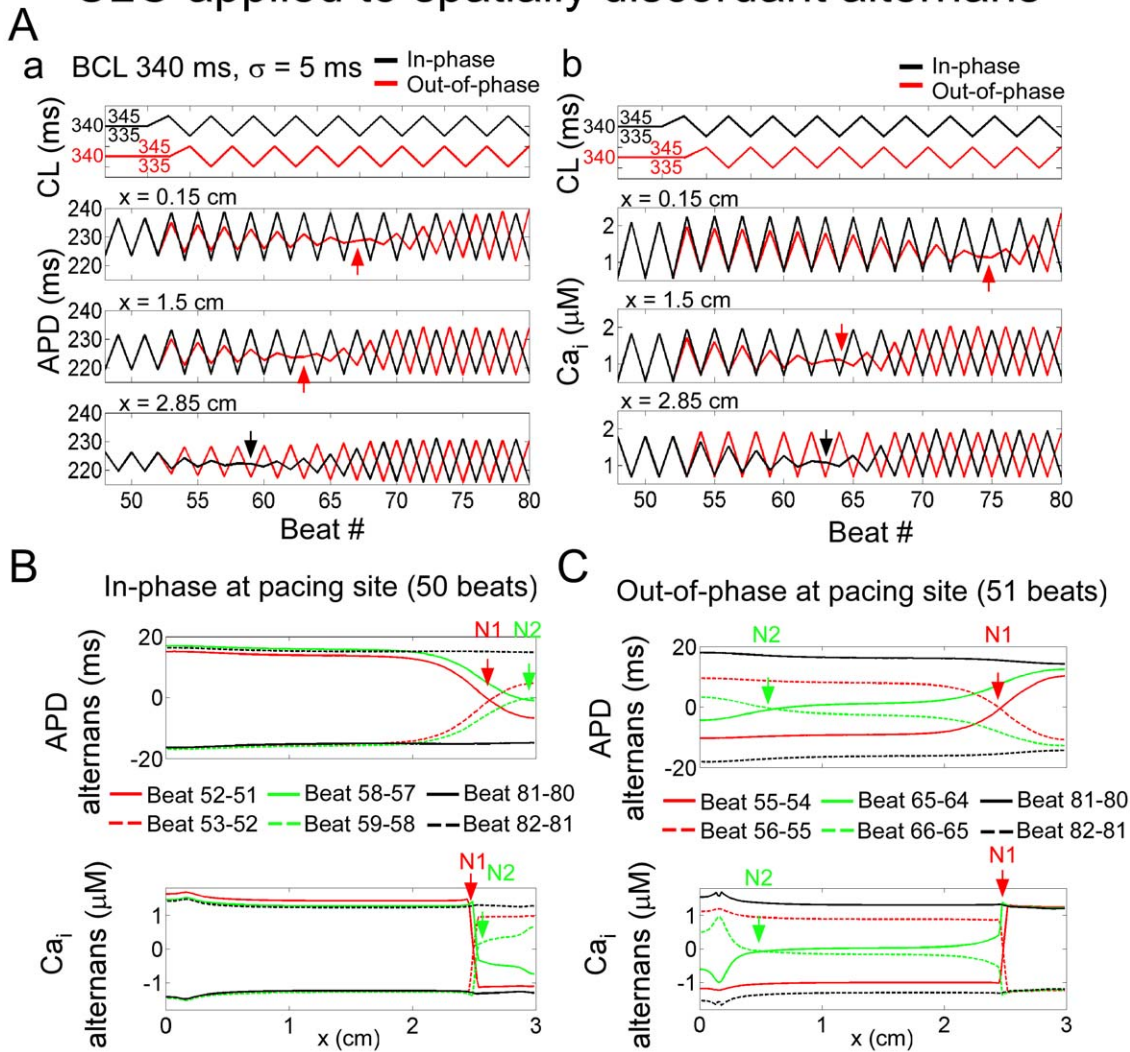 CLO applied to spatially discordant alternans
A
a BCL 340 ms, σ = 5 ms
In-phase
Out-of-phase
CL (ms)
345
340
335
345
340
335
x = 0.15 cm
240
230
220
APD (ms)
x = 1.5 cm
240
230
220
x = 2.85 cm
240
230
220
50 55 60 65 70 75 80
Beat #
b
In-phase
Out-of-phase
CL (ms)
345
340
335
345
340
335
x = 0.15 cm
2
1
Cai (μM)
x = 1.5 cm
2
1
x = 2.85 cm
2
1
50 55 60 65 70 75 80
Beat #
B
In-phase at pacing site (50 beats)
N1
N2
APD
alternans (ms)
20
0
-20
Beat 52-51 Beat 58-57 Beat 81-80
Beat 53-52 Beat 59-58 Beat 82-81
N1
N2
Cai
alternans (μM)
1
0
-1
0 1 2 3
x (cm)
C
Out-of-phase at pacing site (51 beats)
N2
N1
APD
alternans (ms)
20
0
-20
Beat 55-54 Beat 65-64 Beat 81-80
Beat 56-55 Beat 66-65 Beat 82-81
N1
N2
Cai
alternans (μM)
1
0
-1
0 1 2 3
x (cm)